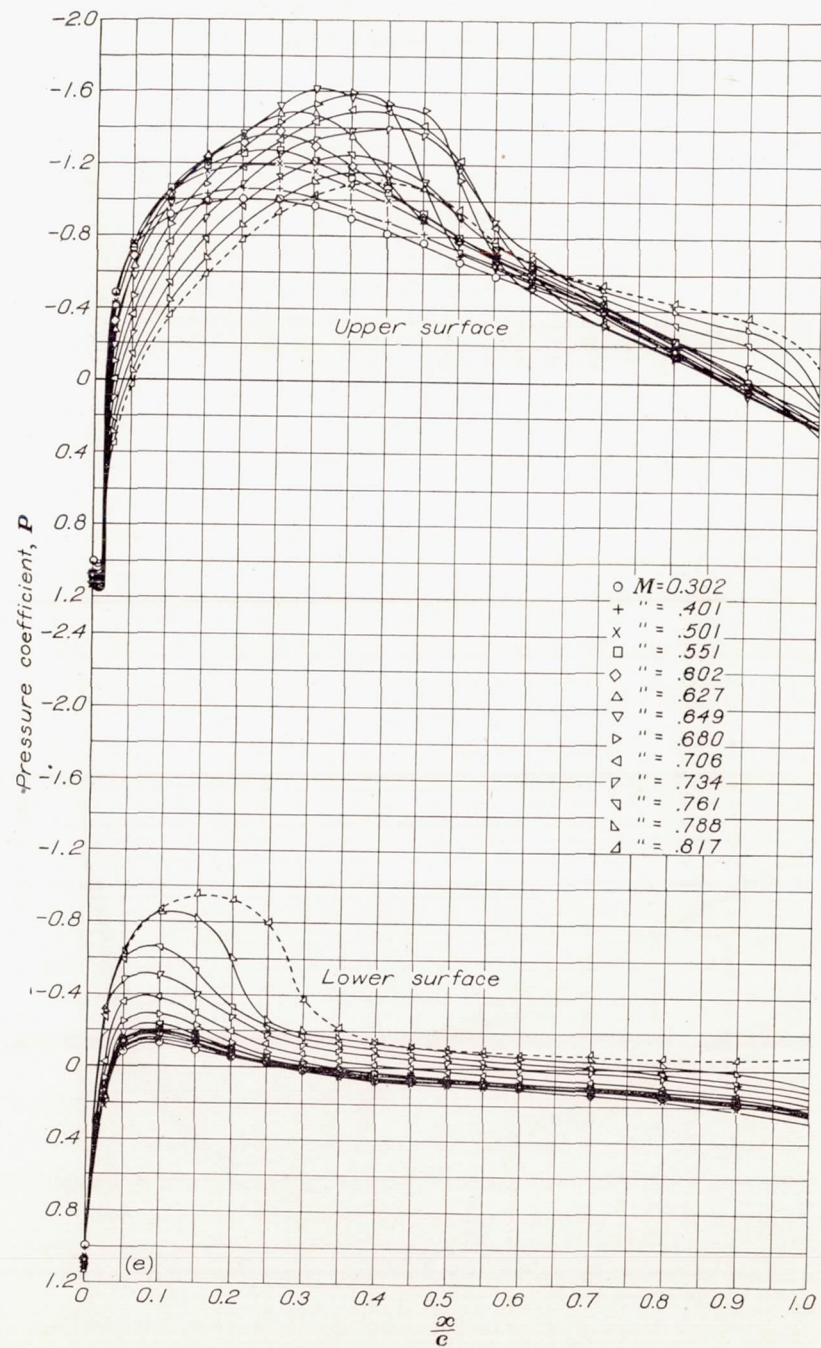 -2.0
-1.6
-1.2
-0.8
-0.4
0
0.4
0.8
1.2
-2.4
-2.0
-1.6
-1.2
-0.8
-0.4
0
0.4
0.8
1.2
Pressure coefficient, P
Upper surface
M=0.302
+ " = .401
x " = .501
" = .551
" = .602
" = .627
" = .649
" = .680
" = .706
" = .734
" = .761
" = .788
" = .817
Lower surface
(e)
0 0.1 0.2 0.3 0.4 0.5 0.6 0.7 0.8 0.9 1.0
x
c